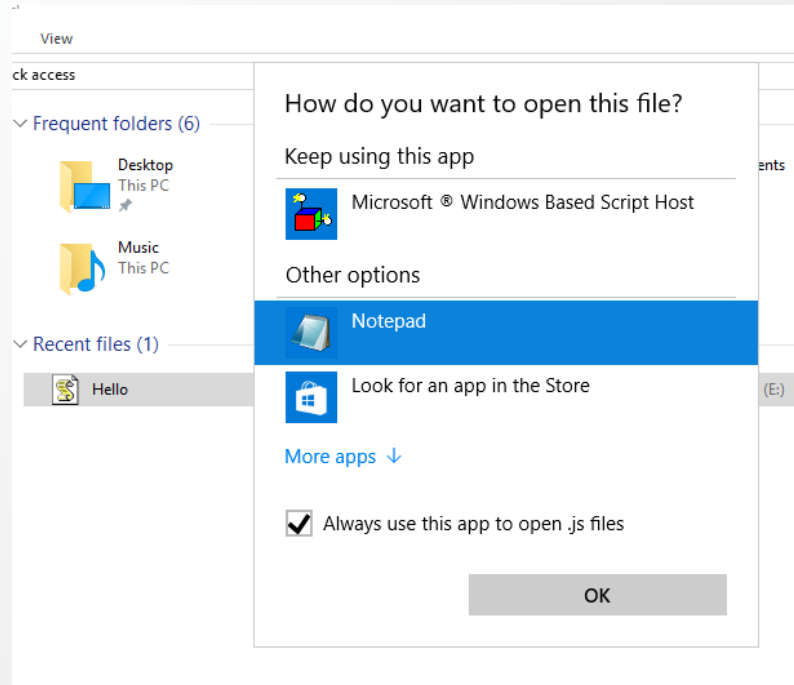 View
ck access
How do you want to open this file?
Frequent folders (6)
Keep using this app
Desktop
This PC
ents
Microsoft ® Windows Based Script Host
Music
This PC
Other options
Notepad
Recent files (1)
Hello
Look for an app in the Store
(E:)
More apps
Always use this app to open .js files
OK